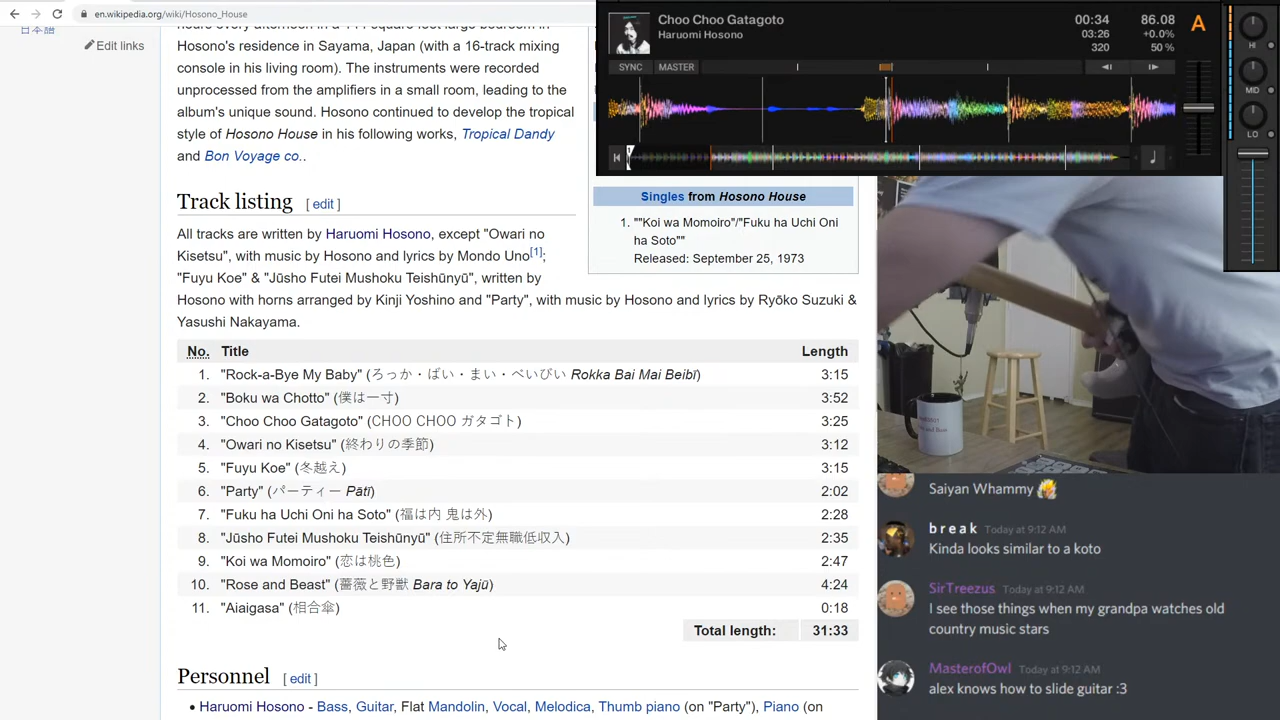 en.wikipedia.org/wiki/Hosono_House
日本語
Edit links
Hosono's residence in Sayama, Japan (with a 16-track mixing
console in his living room). The instruments were recorded
unprocessed from the amplifiers in a small room, leading to the
album's unique sound. Hosono continued to develop the tropical
style of Hosono House in his following works, Tropical Dandy
and Bon Voyage co..
Track listing [ edit ]
All tracks are written by Haruomi Hosono, except "Owari no
Kisetsu", with music by Hosono and lyrics by Mondo Uno[1];
"Fuyu Koe" & "Jūsho Futei Mushoku Teishūnyū", written by
Hosono with horns arranged by Kinji Yoshino and "Party", with music by Hosono and lyrics by Ryōko Suzuki &
Yasushi Nakayama.
No. Title Length
1. "Rock-a-Bye My Baby" (ろっか・ばい・まい・べいびい Rokka Bai Mai Beibī) 3:15
2. "Boku wa Chotto" (僕は一寸) 3:52
3. "Choo Choo Gatagoto" (CHOO CHOO ガタゴト) 3:25
4. "Owari no Kisetsu" (終わりの季節) 3:12
5. "Fuyu Koe" (冬越え) 3:15
6. "Party" (パーティー Pātī) 2:02
7. "Fuku ha Uchi Oni ha Soto" (福は内 鬼は外) 2:28
8. "Jūsho Futei Mushoku Teishūnyū" (住所不定無職低収入) 2:35
9. "Koi wa Momoiro" (恋は桃色) 2:47
10. "Rose and Beast" (薔薇と野獣 Bara to Yajū) 4:24
11. "Aiaigasa" (相合傘) 0:18
Total length: 31:33
Personnel [ edit ]
• Haruomi Hosono - Bass, Guitar, Flat Mandolin, Vocal, Melodica, Thumb piano (on "Party"), Piano (on
Singles from Hosono House
1. ""Koi wa Momoiro"/"Fuku ha Uchi Oni
ha Soto""
Released: September 25, 1973
Choo Choo Gatagoto 00:34 86.08 A
Haruomi Hosono 03:26 +0.0%
320 50 %
SYNC MASTER
HI
MID
LO
Saiyan Whammy
break Today at 9:12 AM
Kinda looks similar to a koto
SirTreezus Today at 9:12 AM
I see those things when my grandpa watches old
country music stars
MasterofOwl Today at 9:12 AM
alex knows how to slide guitar :3